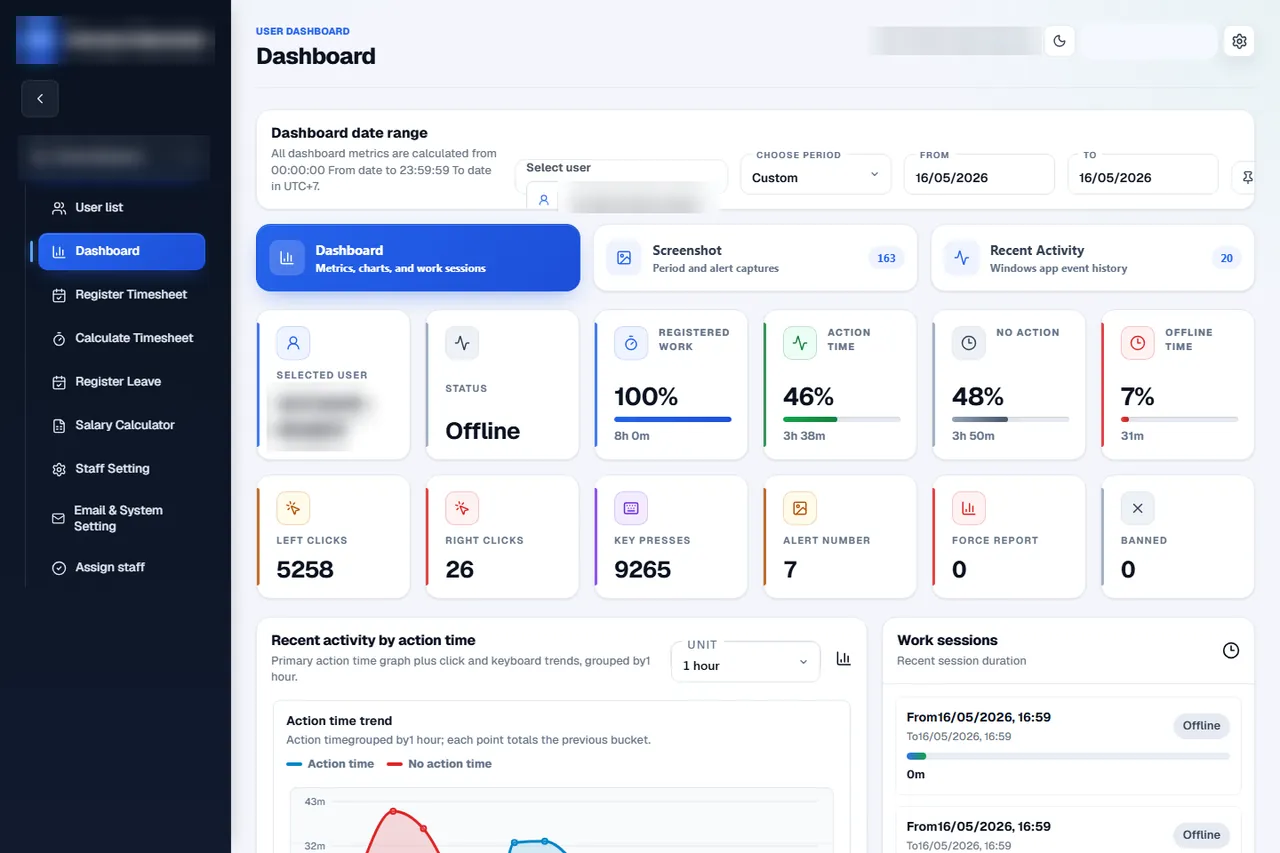 User list
Dashboard
Register Timesheet
Calculate Timesheet
Register Leave
Salary Calculator
Staff Setting
Email & System
Setting
Assign staff
USER DASHBOARD
Dashboard
Dashboard date range
All dashboard metrics are calculated from
00:00:00 From date to 23:59:59 To date
in UTC+7.
Select user
CHOOSE PERIOD
Custom
FROM
16/05/2026
TO
16/05/2026
Dashboard
Metrics, charts, and work sessions
Screenshot
Period and alert captures
163
Recent Activity
Windows app event history
20
SELECTED USER
STATUS
Offline
REGISTERED
WORK
100%
8h 0m
ACTION
TIME
46%
3h 38m
NO ACTION
48%
3h 50m
OFFLINE
TIME
7%
31m
LEFT CLICKS
5258
RIGHT CLICKS
26
KEY PRESSES
9265
ALERT NUMBER
7
FORCE REPORT
0
BANNED
0
Recent activity by action time
Primary action time graph plus click and keyboard trends, grouped by1
hour.
UNIT
1 hour
Action time trend
Action timegrouped by1 hour; each point totals the previous bucket.
Action time
No action time
43m
32m
Work sessions
Recent session duration
From16/05/2026, 16:59
To16/05/2026, 16:59
Offline
0m
From16/05/2026, 16:59
To16/05/2026, 16:59
Offline